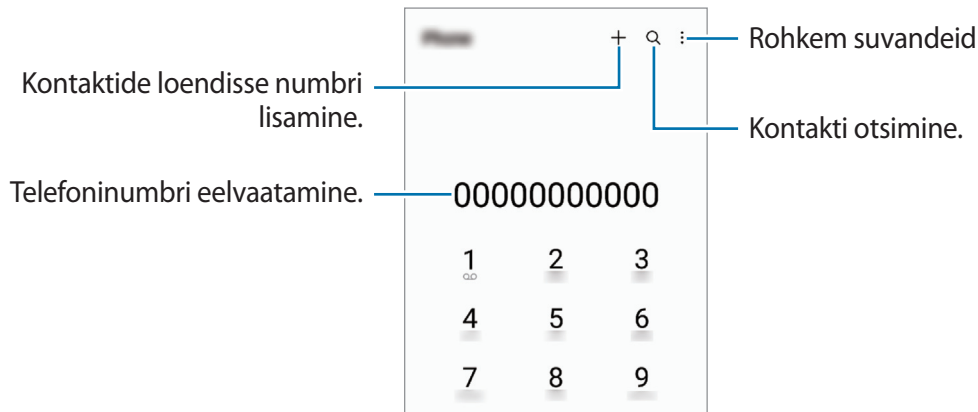 Rohkem suvandeid
Kontaktide loendisse numbri
lisamine.
Kontakti otsimine.
Telefoninumbri eelvaatamine.
00000000000
1 2 3
4 5 6
7 8 9